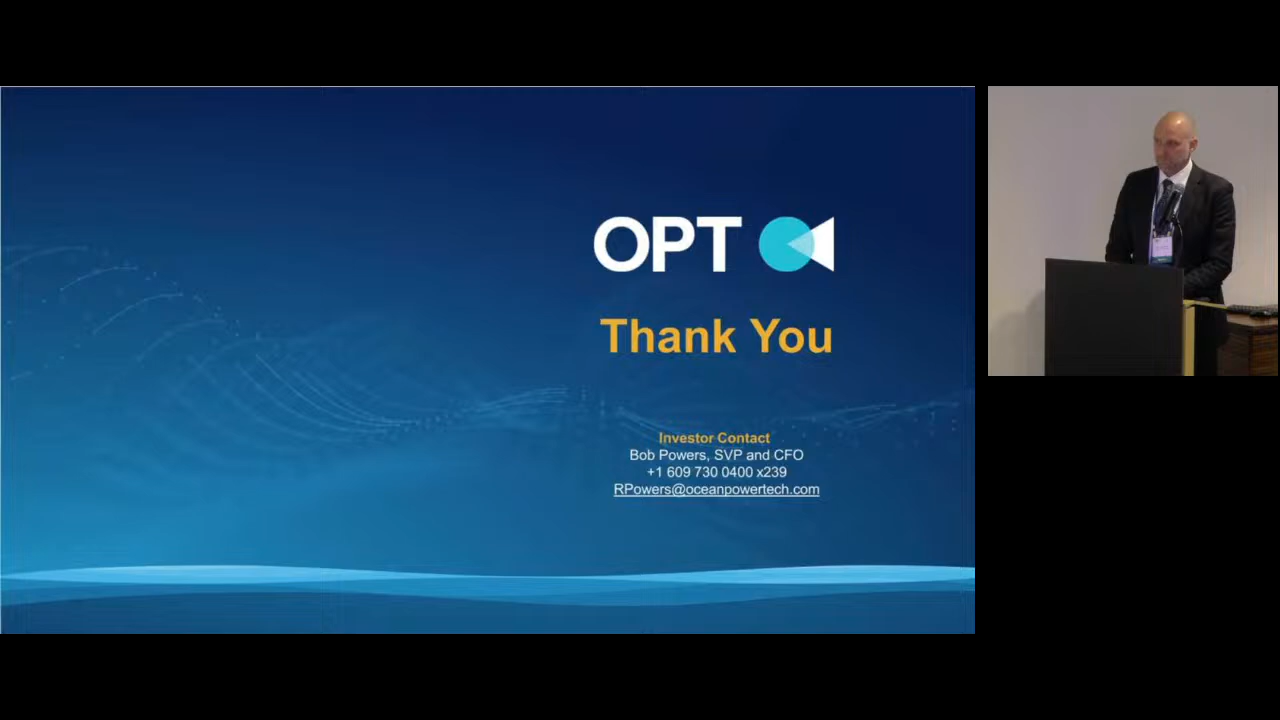 OPT
Thank You
Investor Contact
Bob Powers, SVP and CFO
+1 609 730 0400 x239
RPowers@oceanpowertech.com